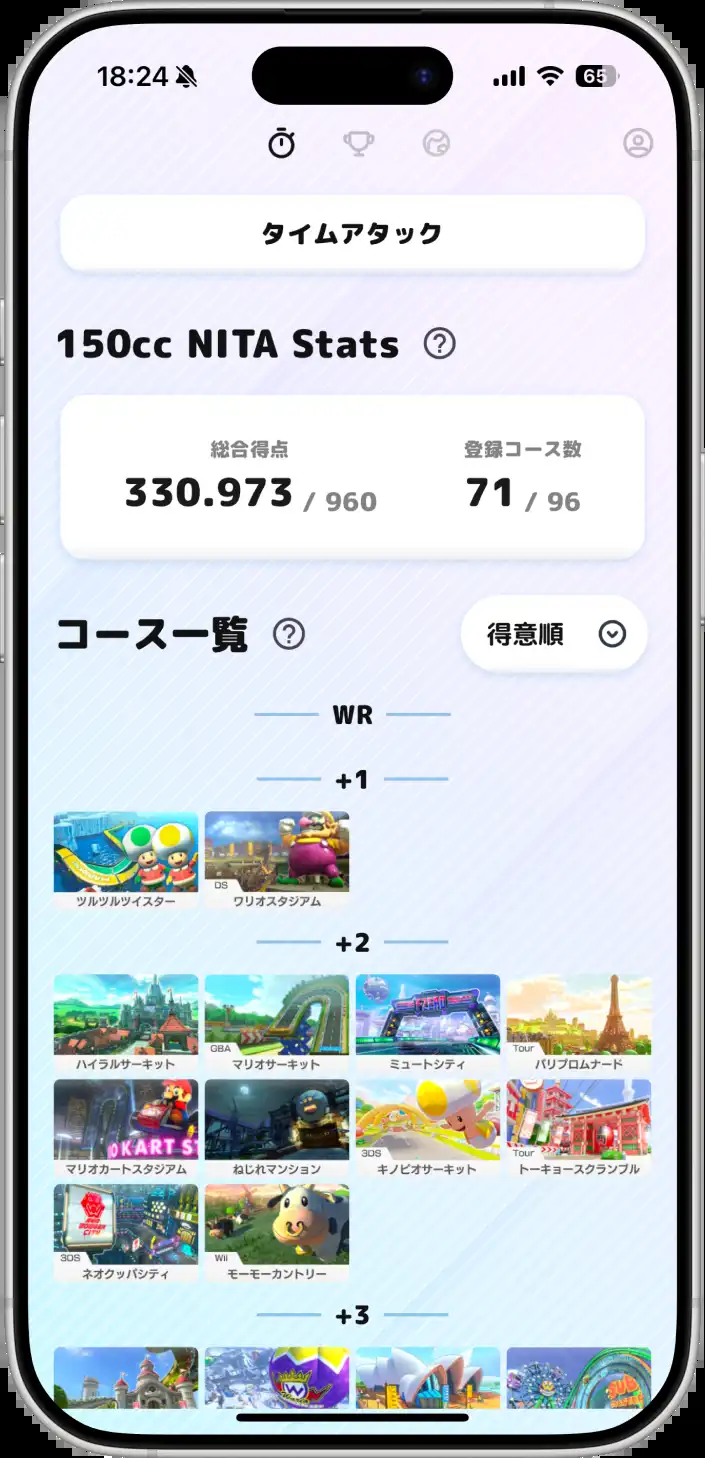 18:24
65
タイムアタック
150cc NITA Stats ?
総合得点 登録コース数
330.973 / 960 71 / 96
コース一覧 ? 得意順
WR
+1
DS
ツルツルツイスター ワリオスタジアム
+2
GBA Tour
ハイラルサーキット マリオサーキット ミュートシティ パリプロムナード
3DS Tour
マリオカートスタジアム ねじれマンション キノピオサーキット トーキョースクランブル
3DS Wii
ネオクッパシティ モーモーカントリー
+3